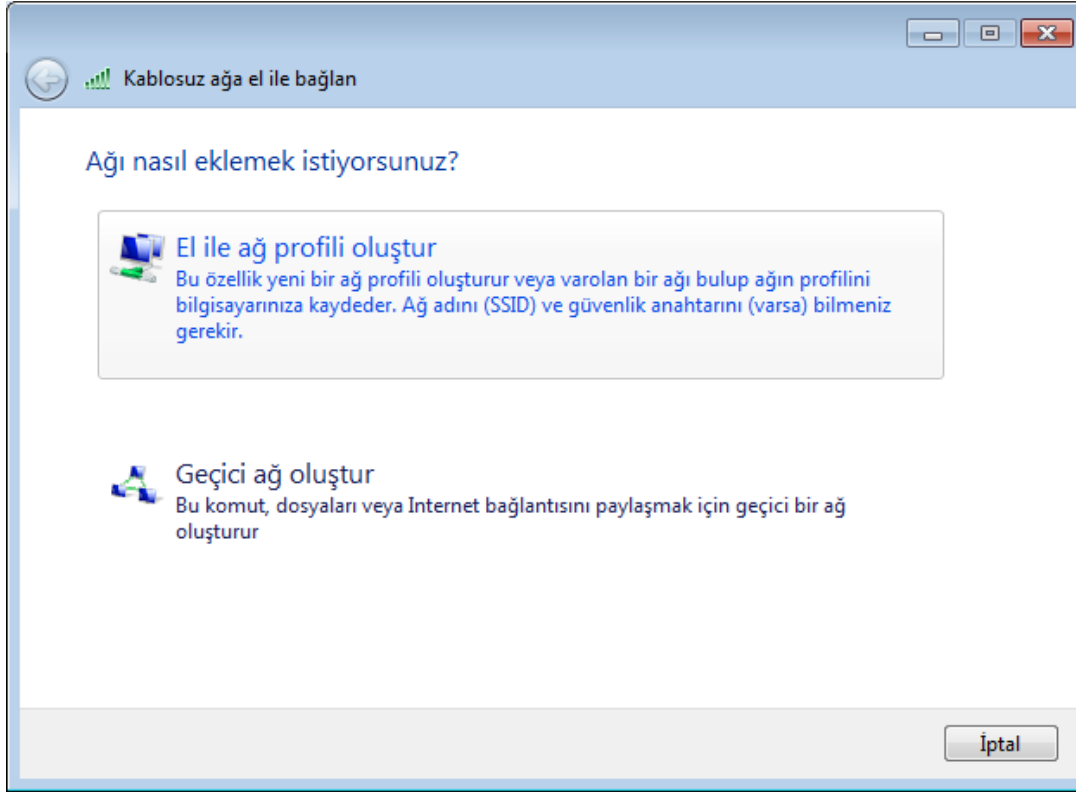 Kablosuz ağa el ile bağlan
Ağı nasıl eklemek istiyorsunuz?
El ile ağ profili oluştur
Bu özellik yeni bir ağ profili oluşturur veya varolan bir ağı bulup ağın profilini
bilgisayarınıza kaydeder. Ağ adını (SSID) ve güvenlik anahtarını (varsa) bilmeniz
gerekir.
Geçici ağ oluştur
Bu komut, dosyaları veya Internet bağlantısını paylaşmak için geçici bir ağ
oluşturur
İptal